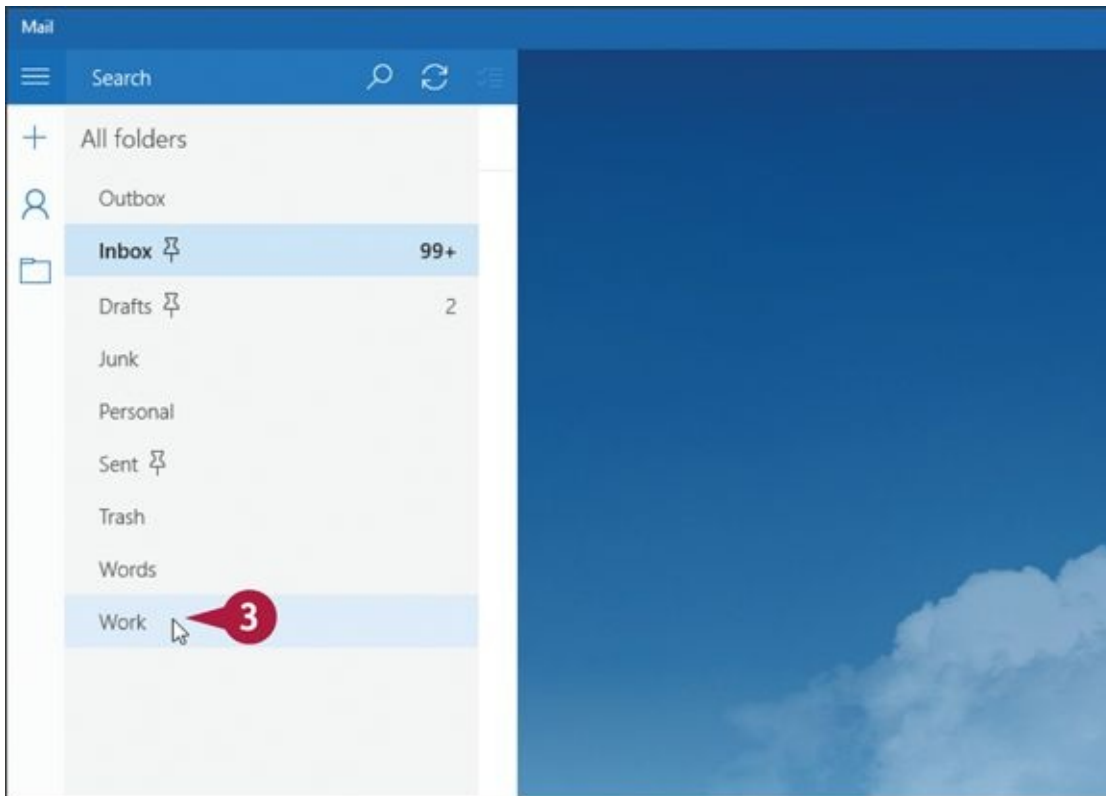 Mail
Search
All folders
Outbox
Inbox 99+
Drafts 2
Junk
Personal
Sent
Trash
Words
Work 3